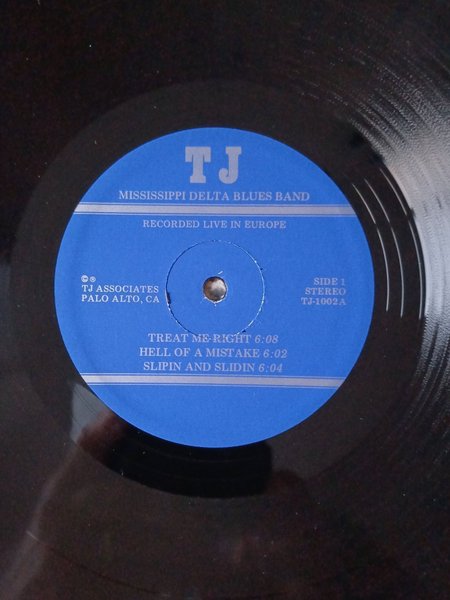 TJ
MISSISSIPPI DELTA BLUES BAND
RECORDED LIVE IN EUROPE
©℗
TJ ASSOCIATES
PALO ALTO, CA
SIDE 1
STEREO
TJ-1002A
TREAT ME RIGHT 6:08
HELL OF A MISTAKE 6:02
SLIPIN AND SLIDIN 6:04